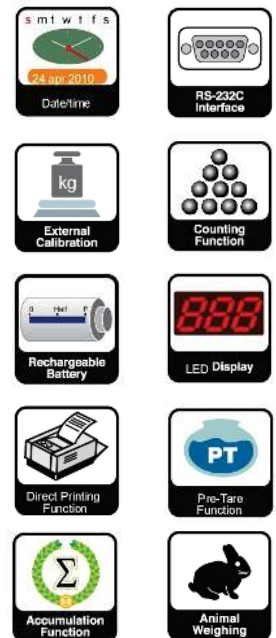 s m t w t f s
24 apr 2010
Date/time
RS-232C
Interface
kg
External
Calibration
Counting
Function
0 Half F
Rechargeable
Battery
888
LED Display
Direct Printing
Function
PT
Pre-Tare
Function
Σ
Accumulation
Function
Animal
Weighing